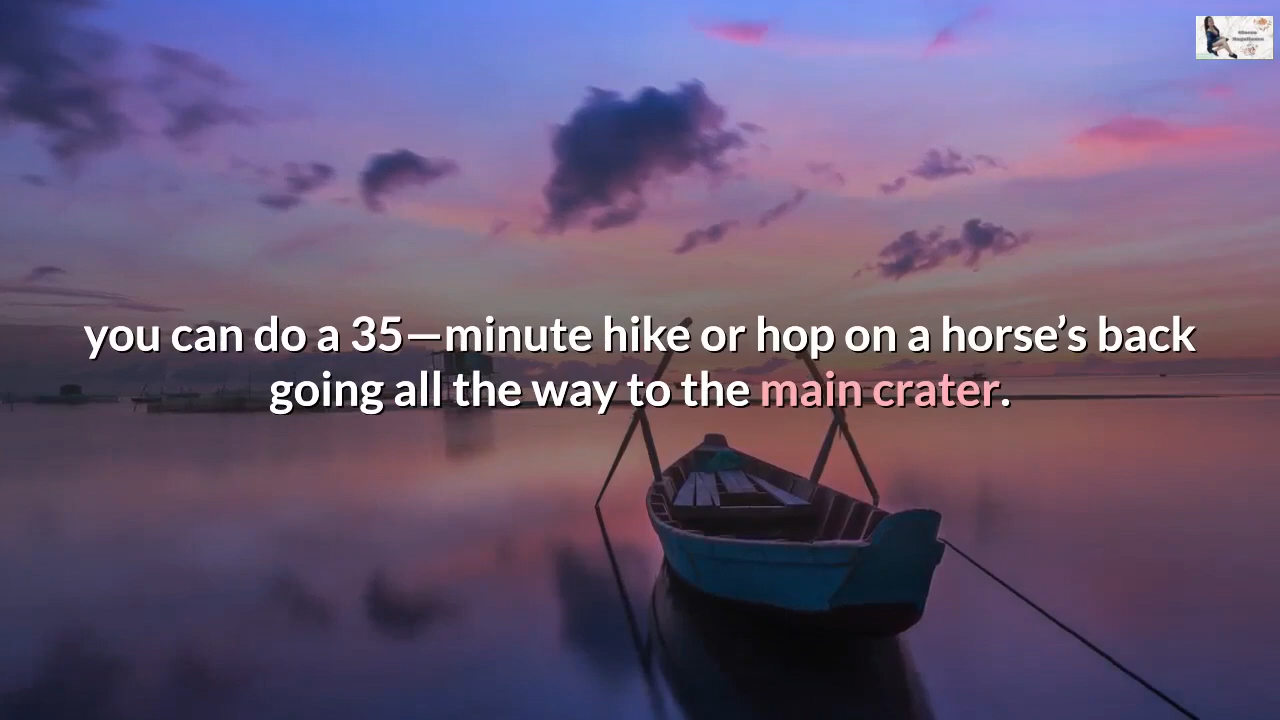 you can do a 35—minute hike or hop on a horse’s back
going all the way to the main crater.